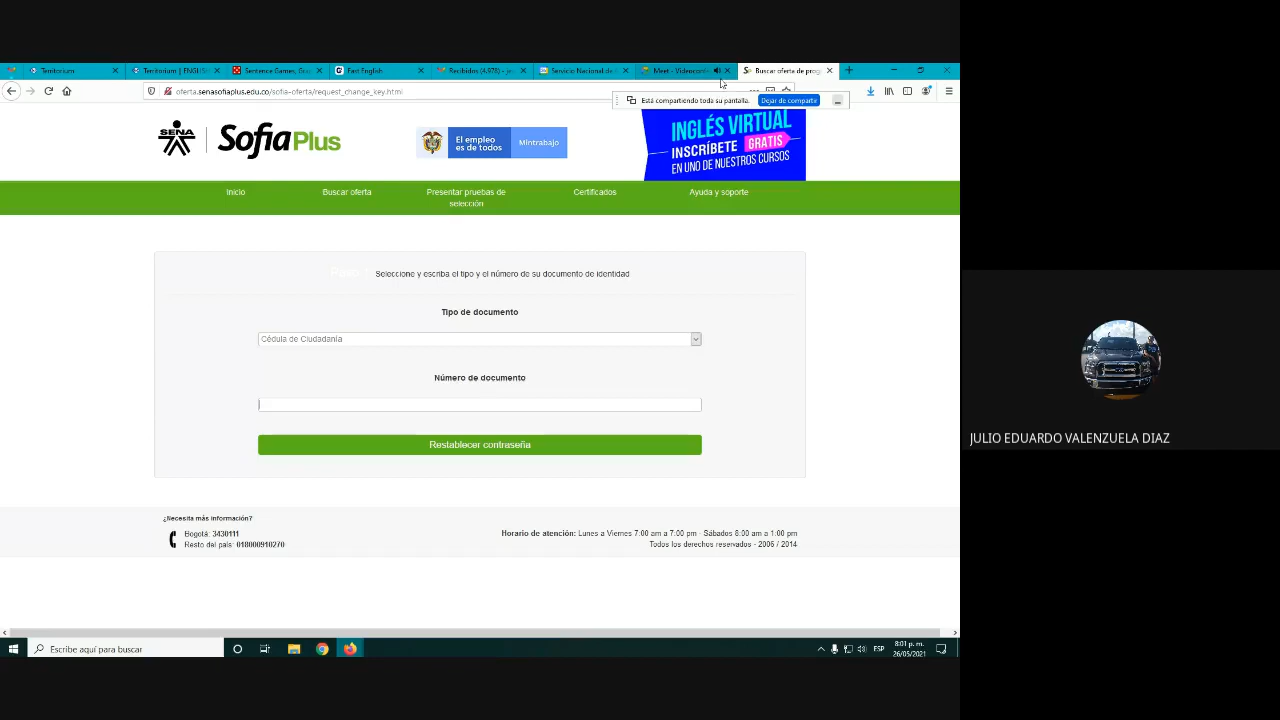 Territorium
Territorium | ENGLISH
Sentence Games; Gra
Fast English
Recibidos (4.978) - je
Servicio Nacional de
Meet - Videoconf
Buscar oferta de prog
oferta.senasofiaplus.edu.co/sofia-oferta/request_change_key.html
Está compartiendo toda su pantalla.
Dejar de compartir
SENA
Sofia Plus
El empleo
es de todos
Mintrabajo
INGLÉS VIRTUAL
INSCRÍBETE GRATIS
EN UNO DE NUESTROS CURSOS
Inicio
Buscar oferta
Presentar pruebas de
selección
Certificados
Ayuda y soporte
Seleccione y escriba el tipo y el número de su documento de identidad
Tipo de documento
Cédula de Ciudadanía
Número de documento
Restablecer contraseña
¿Necesita más información?
Bogotá: 3430111
Resto del país: 018000910270
Horario de atención: Lunes a Viernes 7:00 am a 7:00 pm - Sábados 8:00 am a 1:00 pm
Todos los derechos reservados - 2006 / 2014
JULIO EDUARDO VALENZUELA DIAZ
Escribe aquí para buscar
ESP
8:01 p. m.
26/05/2021